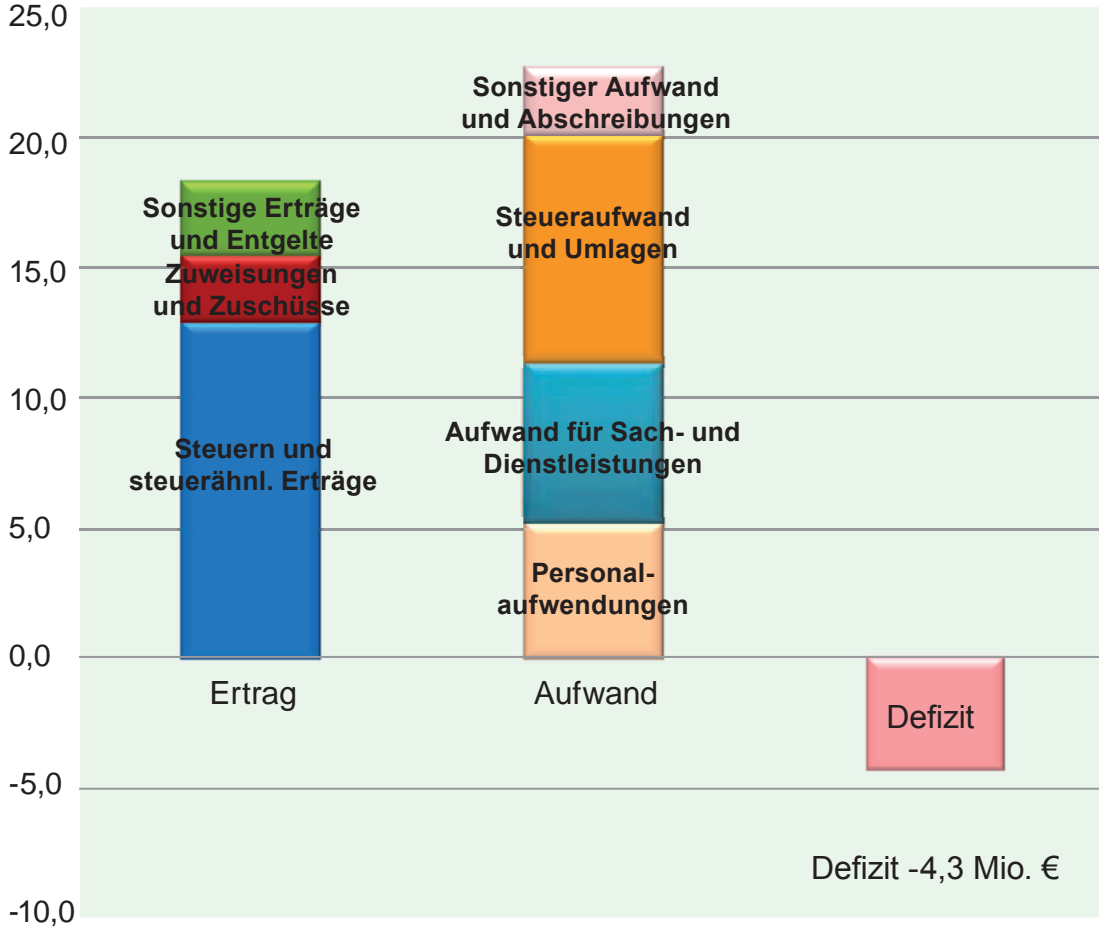 25,0
20,0
15,0
10,0
5,0
0,0
-5,0
-10,0
Sonstige Erträge
und Entgelte
Zuweisungen
und Zuschüsse
Steuern und
steuerähnl. Erträge
Ertrag
Sonstiger Aufwand
und Abschreibungen
Steueraufwand
und Umlagen
Aufwand für Sach- und
Dienstleistungen
Personal-
aufwendungen
Aufwand
Defizit
Defizit -4,3 Mio. €